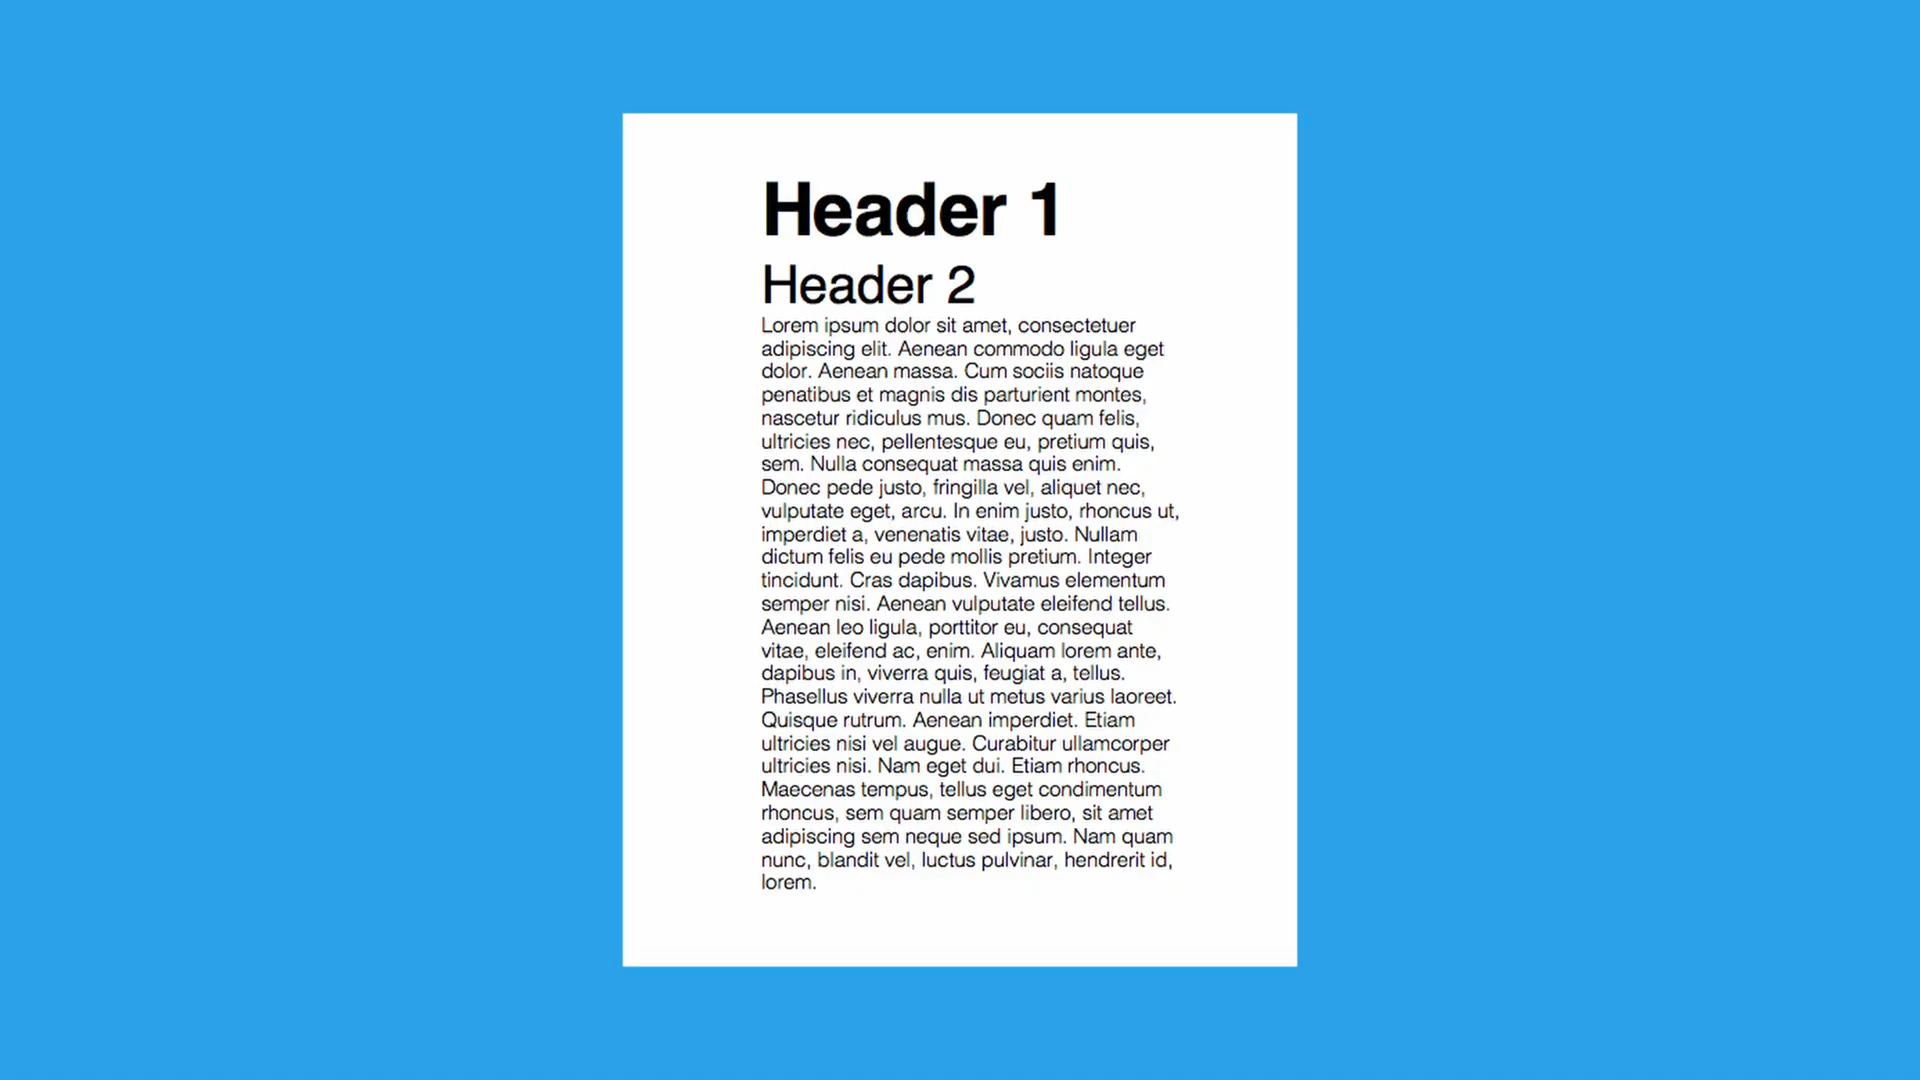 Header 1
Header 2
Lorem ipsum dolor sit amet, consectetuer
adipiscing elit. Aenean commodo ligula eget
dolor. Aenean massa. Cum sociis natoque
penatibus et magnis dis parturient montes,
nascetur ridiculus mus. Donec quam felis,
ultricies nec, pellentesque eu, pretium quis,
sem. Nulla consequat massa quis enim.
Donec pede justo, fringilla vel, aliquet nec,
vulputate eget, arcu. In enim justo, rhoncus ut,
imperdiet a, venenatis vitae, justo. Nullam
dictum felis eu pede mollis pretium. Integer
tincidunt. Cras dapibus. Vivamus elementum
semper nisi. Aenean vulputate eleifend tellus.
Aenean leo ligula, porttitor eu, consequat
vitae, eleifend ac, enim. Aliquam lorem ante,
dapibus in, viverra quis, feugiat a, tellus.
Phasellus viverra nulla ut metus varius laoreet.
Quisque rutrum. Aenean imperdiet. Etiam
ultricies nisi vel augue. Curabitur ullamcorper
ultricies nisi. Nam eget dui. Etiam rhoncus.
Maecenas tempus, tellus eget condimentum
rhoncus, sem quam semper libero, sit amet
adipiscing sem neque sed ipsum. Nam quam
nunc, blandit vel, luctus pulvinar, hendrerit id,
lorem.